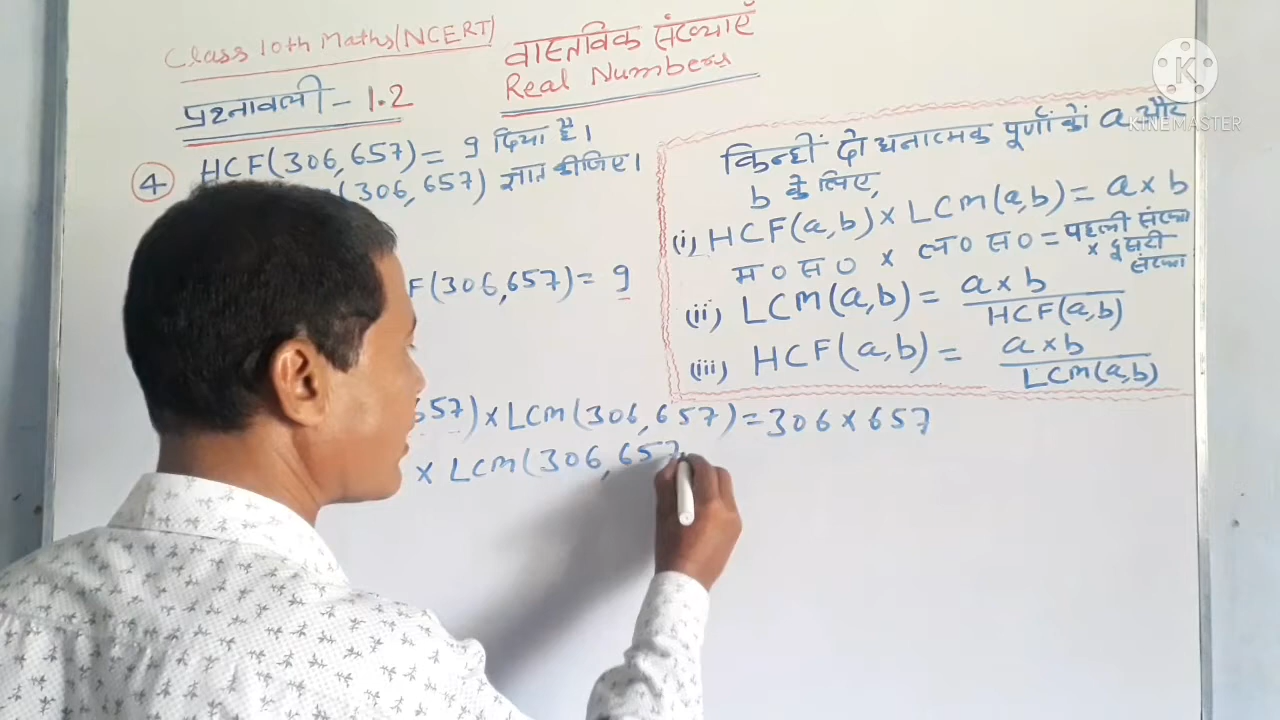 Class 10th Maths (NCERT)
वास्तविक संख्याएँ
Real Numbers
प्रश्नावली - 1.2
④ HCF(306,657) = 9 दिया है।
(306,657) ज्ञात कीजिए।
F(306,657) = 9
657) × LCM(306,657) = 306 × 657
× LCM(306,657
किन्हीं दो धनात्मक पूर्णांकों a और
b के लिए,
(i) HCF(a,b) × LCM(a,b) = a × b
म० स० × ल० स० = पहली संख्या
× दूसरी
संख्या
(ii) LCM(a,b) = a × b / HCF(a,b)
(iii) HCF(a,b) = a × b / LCM(a,b)
K
KINEMASTER